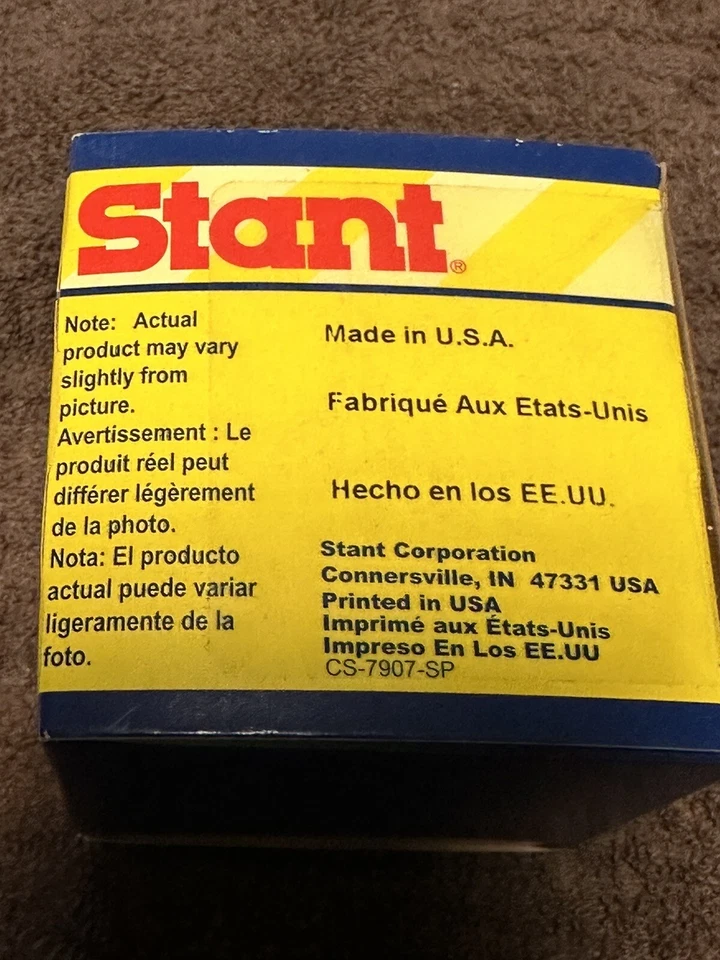 Stant®
Note: Actual
product may vary
slightly from
picture.
Avertissement : Le
produit réel peut
différer légèrement
de la photo.
Nota: El producto
actual puede variar
ligeramente de la
foto.
Made in U.S.A.
Fabriqué Aux Etats-Unis
Hecho en los EE.UU.
Stant Corporation
Connersville, IN 47331 USA
Printed in USA
Imprimé aux États-Unis
Impreso En Los EE.UU
CS-7907-SP